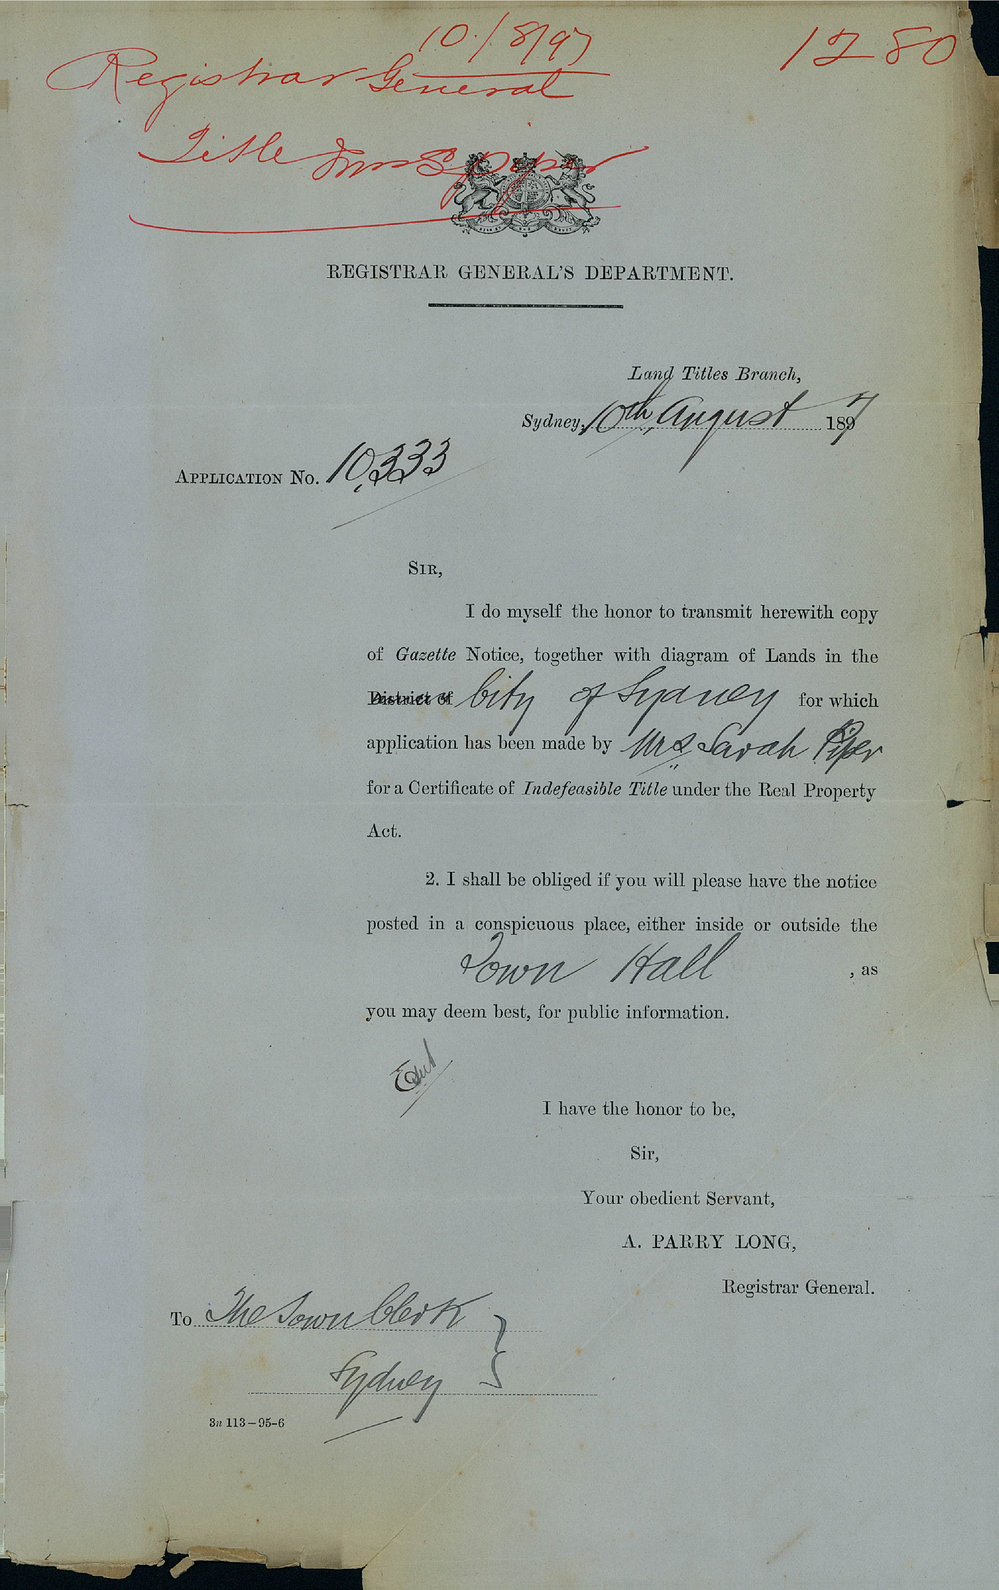 10/8/97
1280
Registrar General
Title Mrs S Piper
REGISTRAR GENERAL'S DEPARTMENT.
Land Titles Branch,
Sydney, 10th August 1897
APPLICATION No. 10,333
SIR,
I do myself the honor to transmit herewith copy
of Gazette Notice, together with diagram of Lands in the
District of City of Sydney for which
application has been made by Mrs Sarah Piper
for a Certificate of Indefeasible Title under the Real Property
Act.
2. I shall be obliged if you will please have the notice
posted in a conspicuous place, either inside or outside the
Town Hall , as
you may deem best, for public information.
I have the honor to be,
Sir,
Your obedient Servant,
A. PARRY LONG,
Registrar General.
To The Town Clerk
Sydney
3n 113-95-6